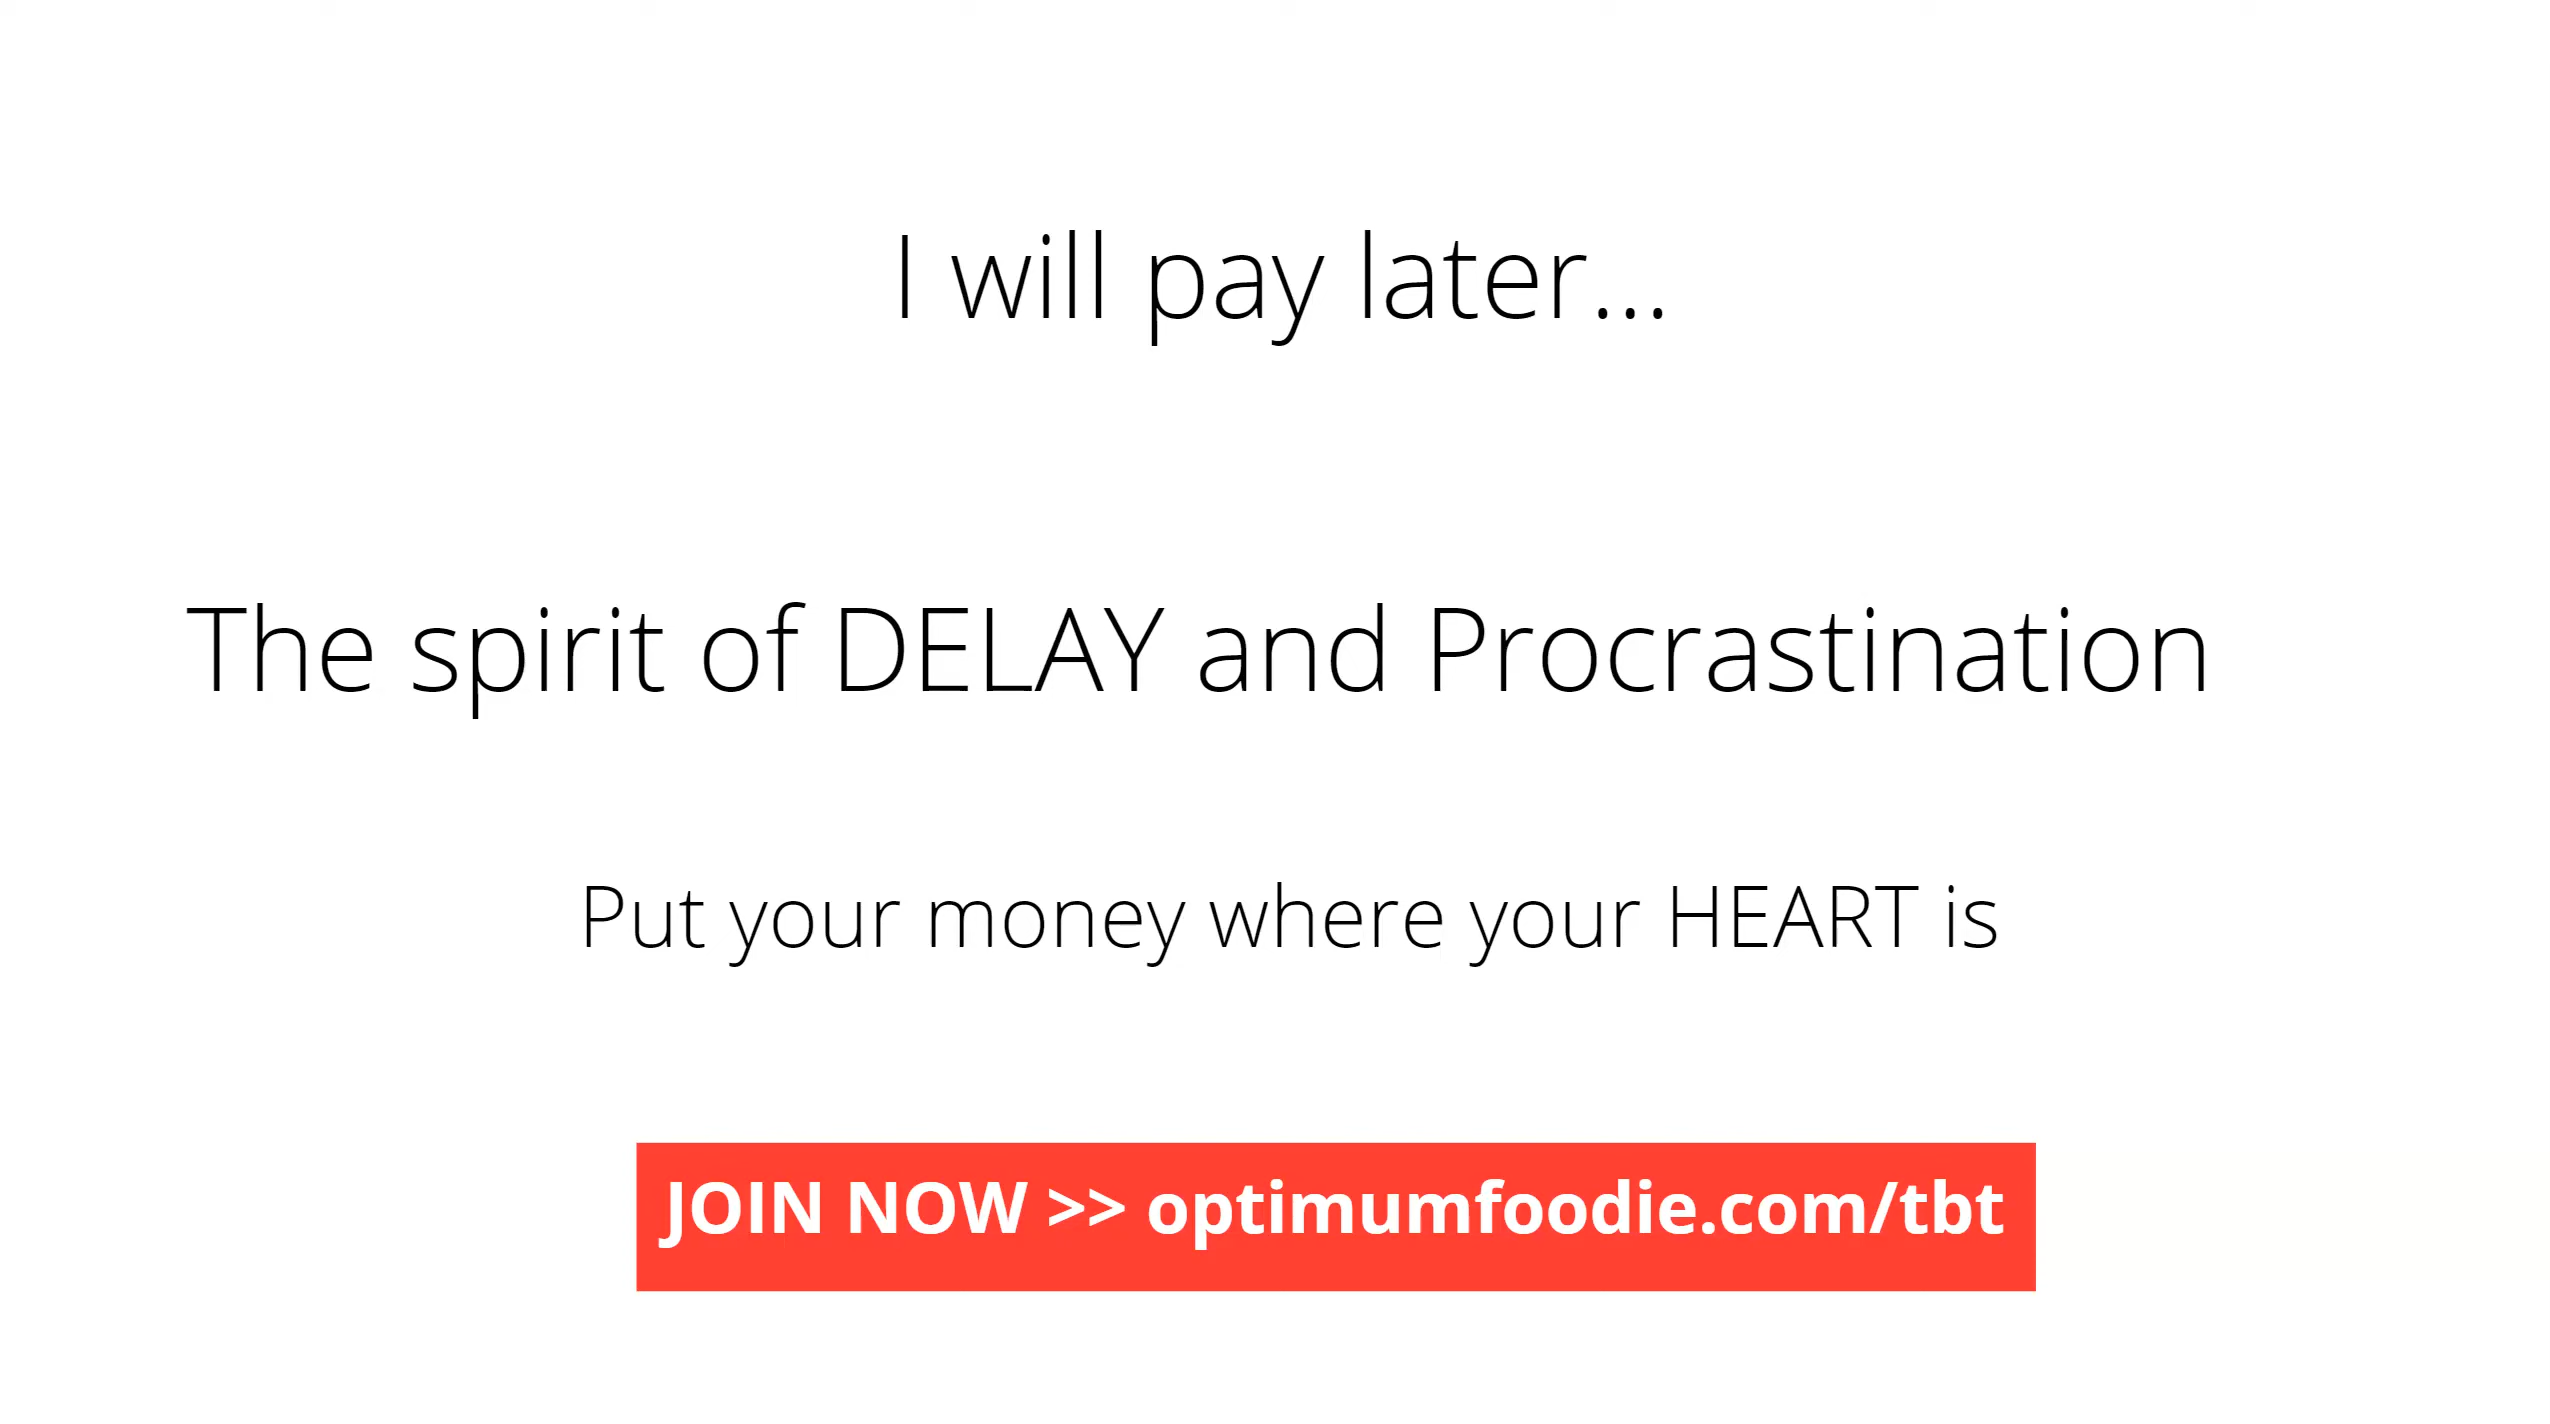 I will pay later...
The spirit of DELAY and Procrastination
Put your money where your HEART is
JOIN NOW >> optimumfoodie.com/tbt